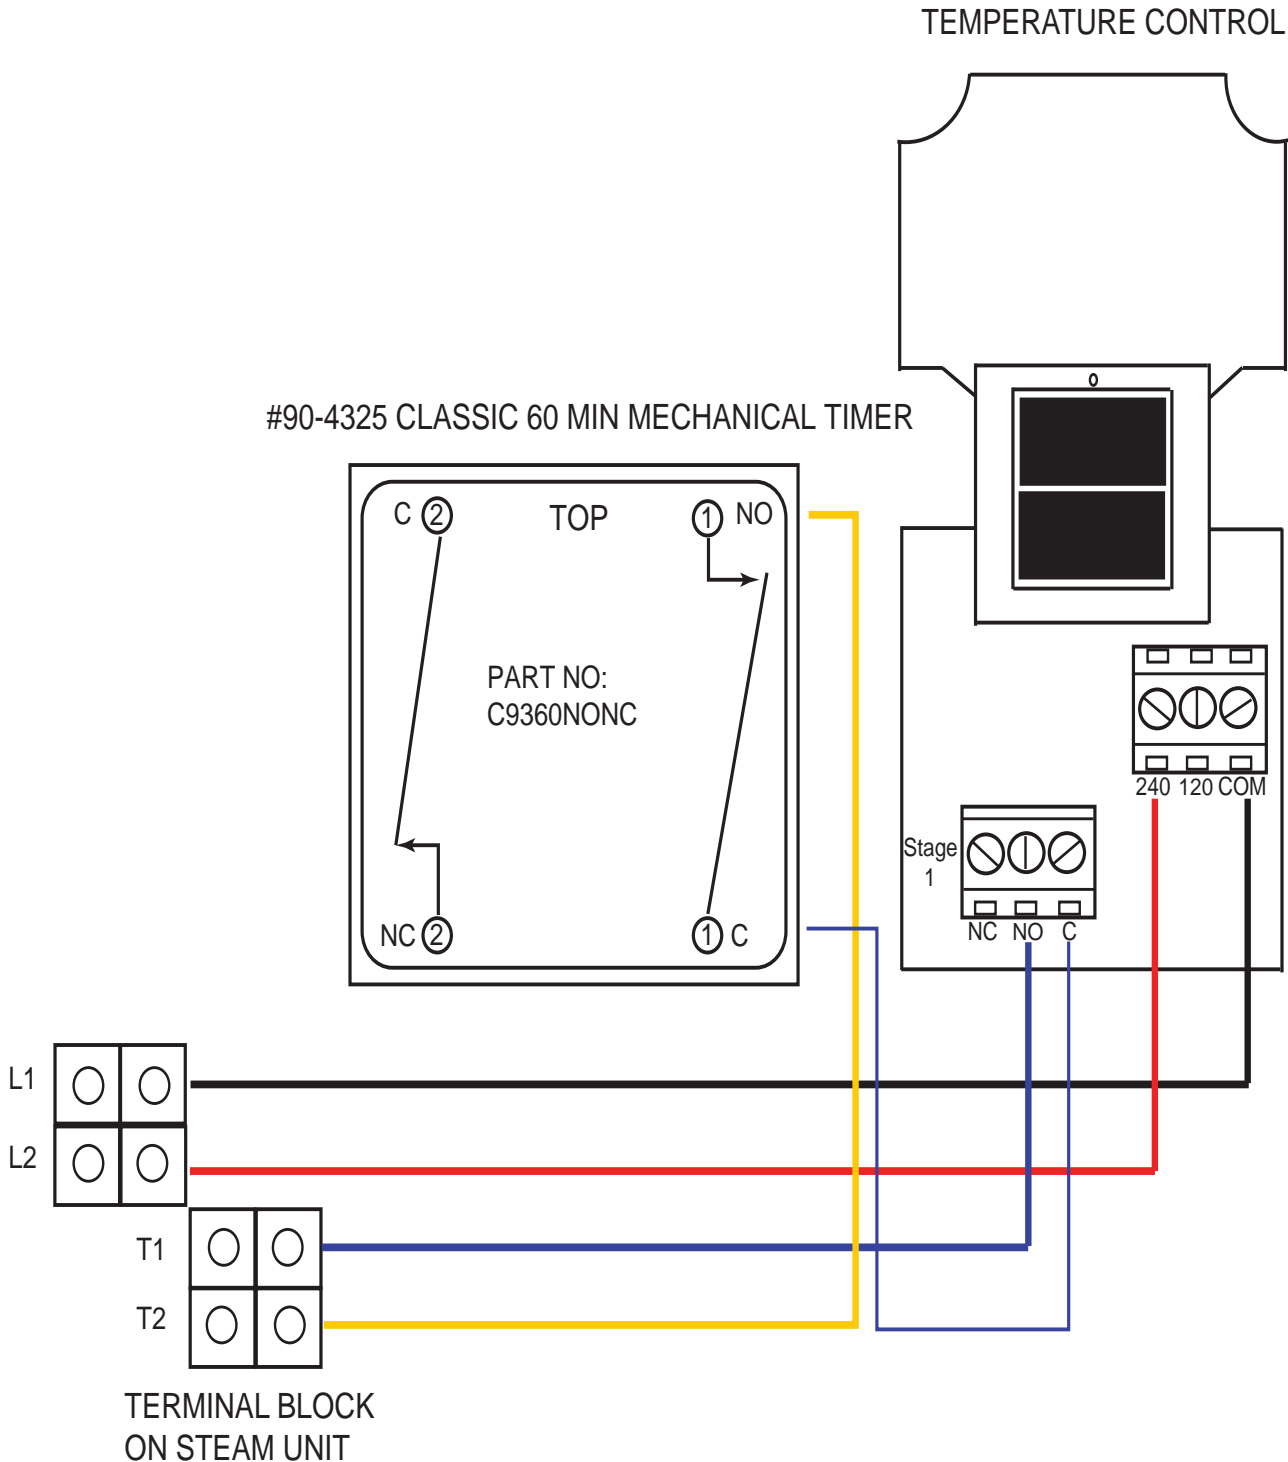 TEMPERATURE CONTROL
#90-4325 CLASSIC 60 MIN MECHANICAL TIMER
C 2 TOP 1 NO
PART NO:
C9360NONC
240 120 COM
Stage
1
NC NO C
NC 2 1 C
L1
L2
T1
T2
TERMINAL BLOCK
ON STEAM UNIT